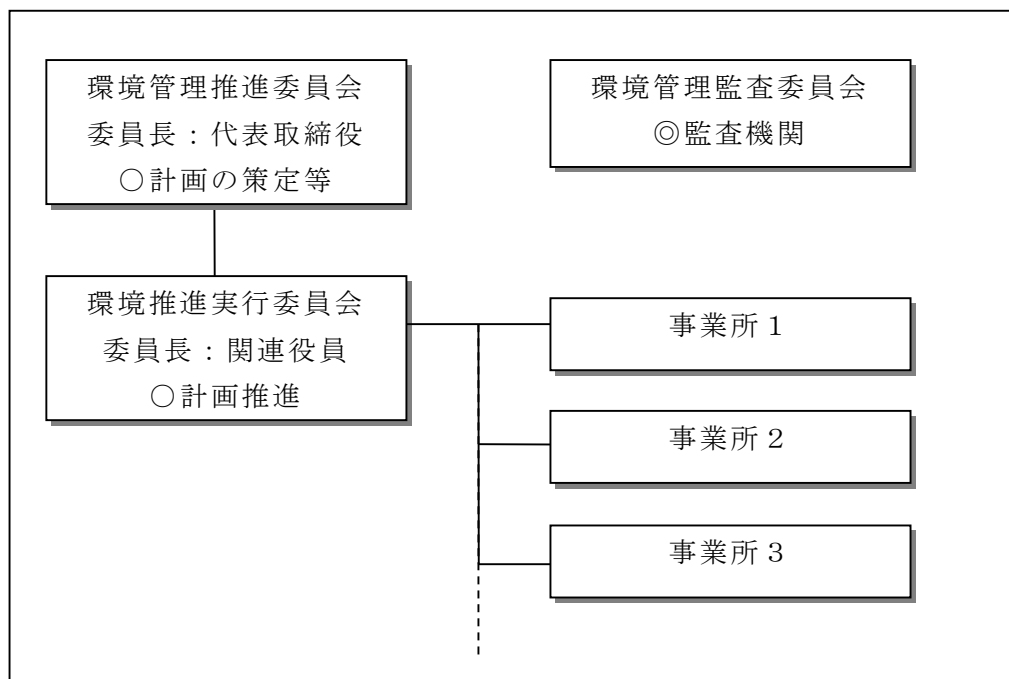 環境管理推進委員会
委員長：代表取締役
○計画の策定等
環境管理監査委員会
◎監査機関
環境推進実行委員会
委員長：関連役員
○計画推進
事業所１
事業所２
事業所３